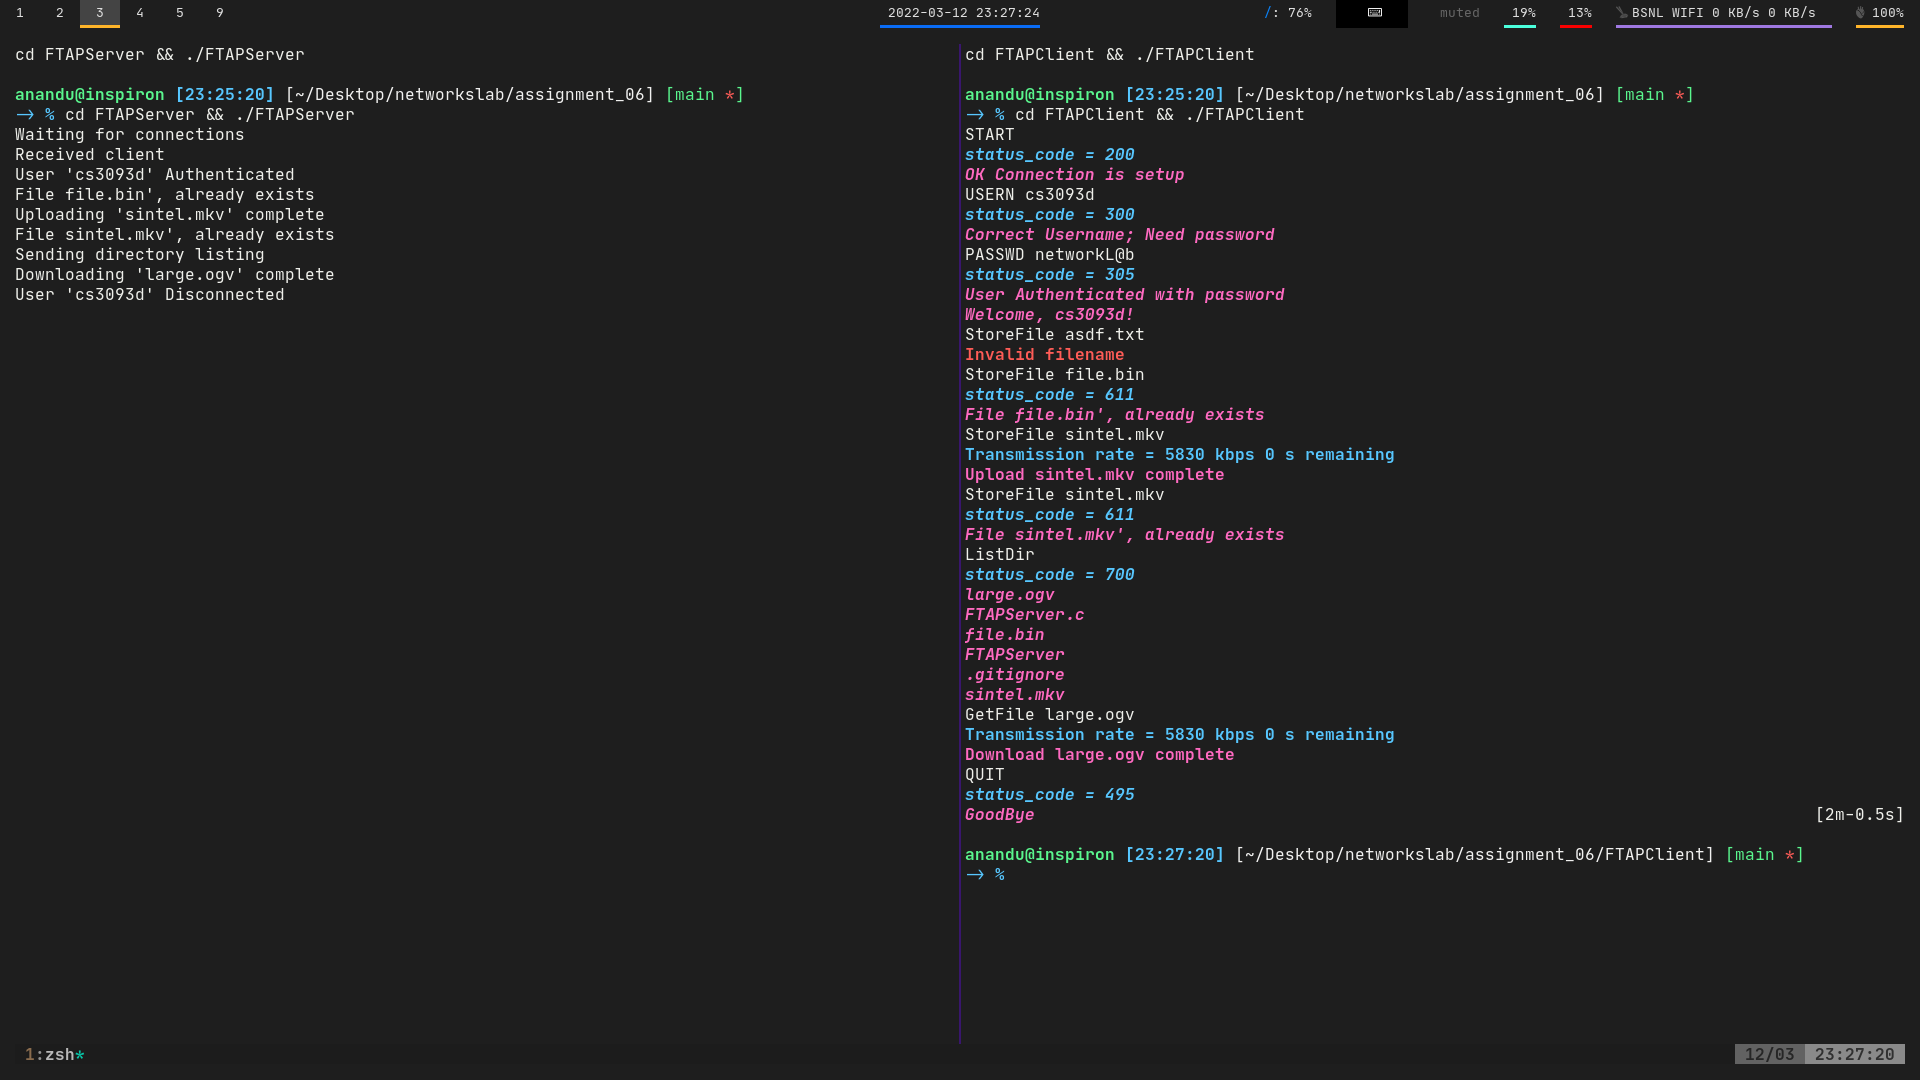 1 2 3 4 5 9 2022-03-12 23:27:24 /: 76% muted 19% 13% BSNL WIFI 0 KB/s 0 KB/s 100%
cd FTAPServer && ./FTAPServer
anandu@inspiron [23:25:20] [~/Desktop/networkslab/assignment_06] [main *]
—> % cd FTAPServer && ./FTAPServer
Waiting for connections
Received client
User 'cs3093d' Authenticated
File file.bin', already exists
Uploading 'sintel.mkv' complete
File sintel.mkv', already exists
Sending directory listing
Downloading 'large.ogv' complete
User 'cs3093d' Disconnected
cd FTAPClient && ./FTAPClient
anandu@inspiron [23:25:20] [~/Desktop/networkslab/assignment_06] [main *]
—> % cd FTAPClient && ./FTAPClient
START
status_code = 200
OK Connection is setup
USERN cs3093d
status_code = 300
Correct Username; Need password
PASSWD networkL@b
status_code = 305
User Authenticated with password
Welcome, cs3093d!
StoreFile asdf.txt
Invalid filename
StoreFile file.bin
status_code = 611
File file.bin', already exists
StoreFile sintel.mkv
Transmission rate = 5830 kbps 0 s remaining
Upload sintel.mkv complete
StoreFile sintel.mkv
status_code = 611
File sintel.mkv', already exists
ListDir
status_code = 700
large.ogv
FTAPServer.c
file.bin
FTAPServer
.gitignore
sintel.mkv
GetFile large.ogv
Transmission rate = 5830 kbps 0 s remaining
Download large.ogv complete
QUIT
status_code = 495
GoodBye [2m-0.5s]
anandu@inspiron [23:27:20] [~/Desktop/networkslab/assignment_06/FTAPClient] [main *]
—> %
1:zsh* 12/03 23:27:20